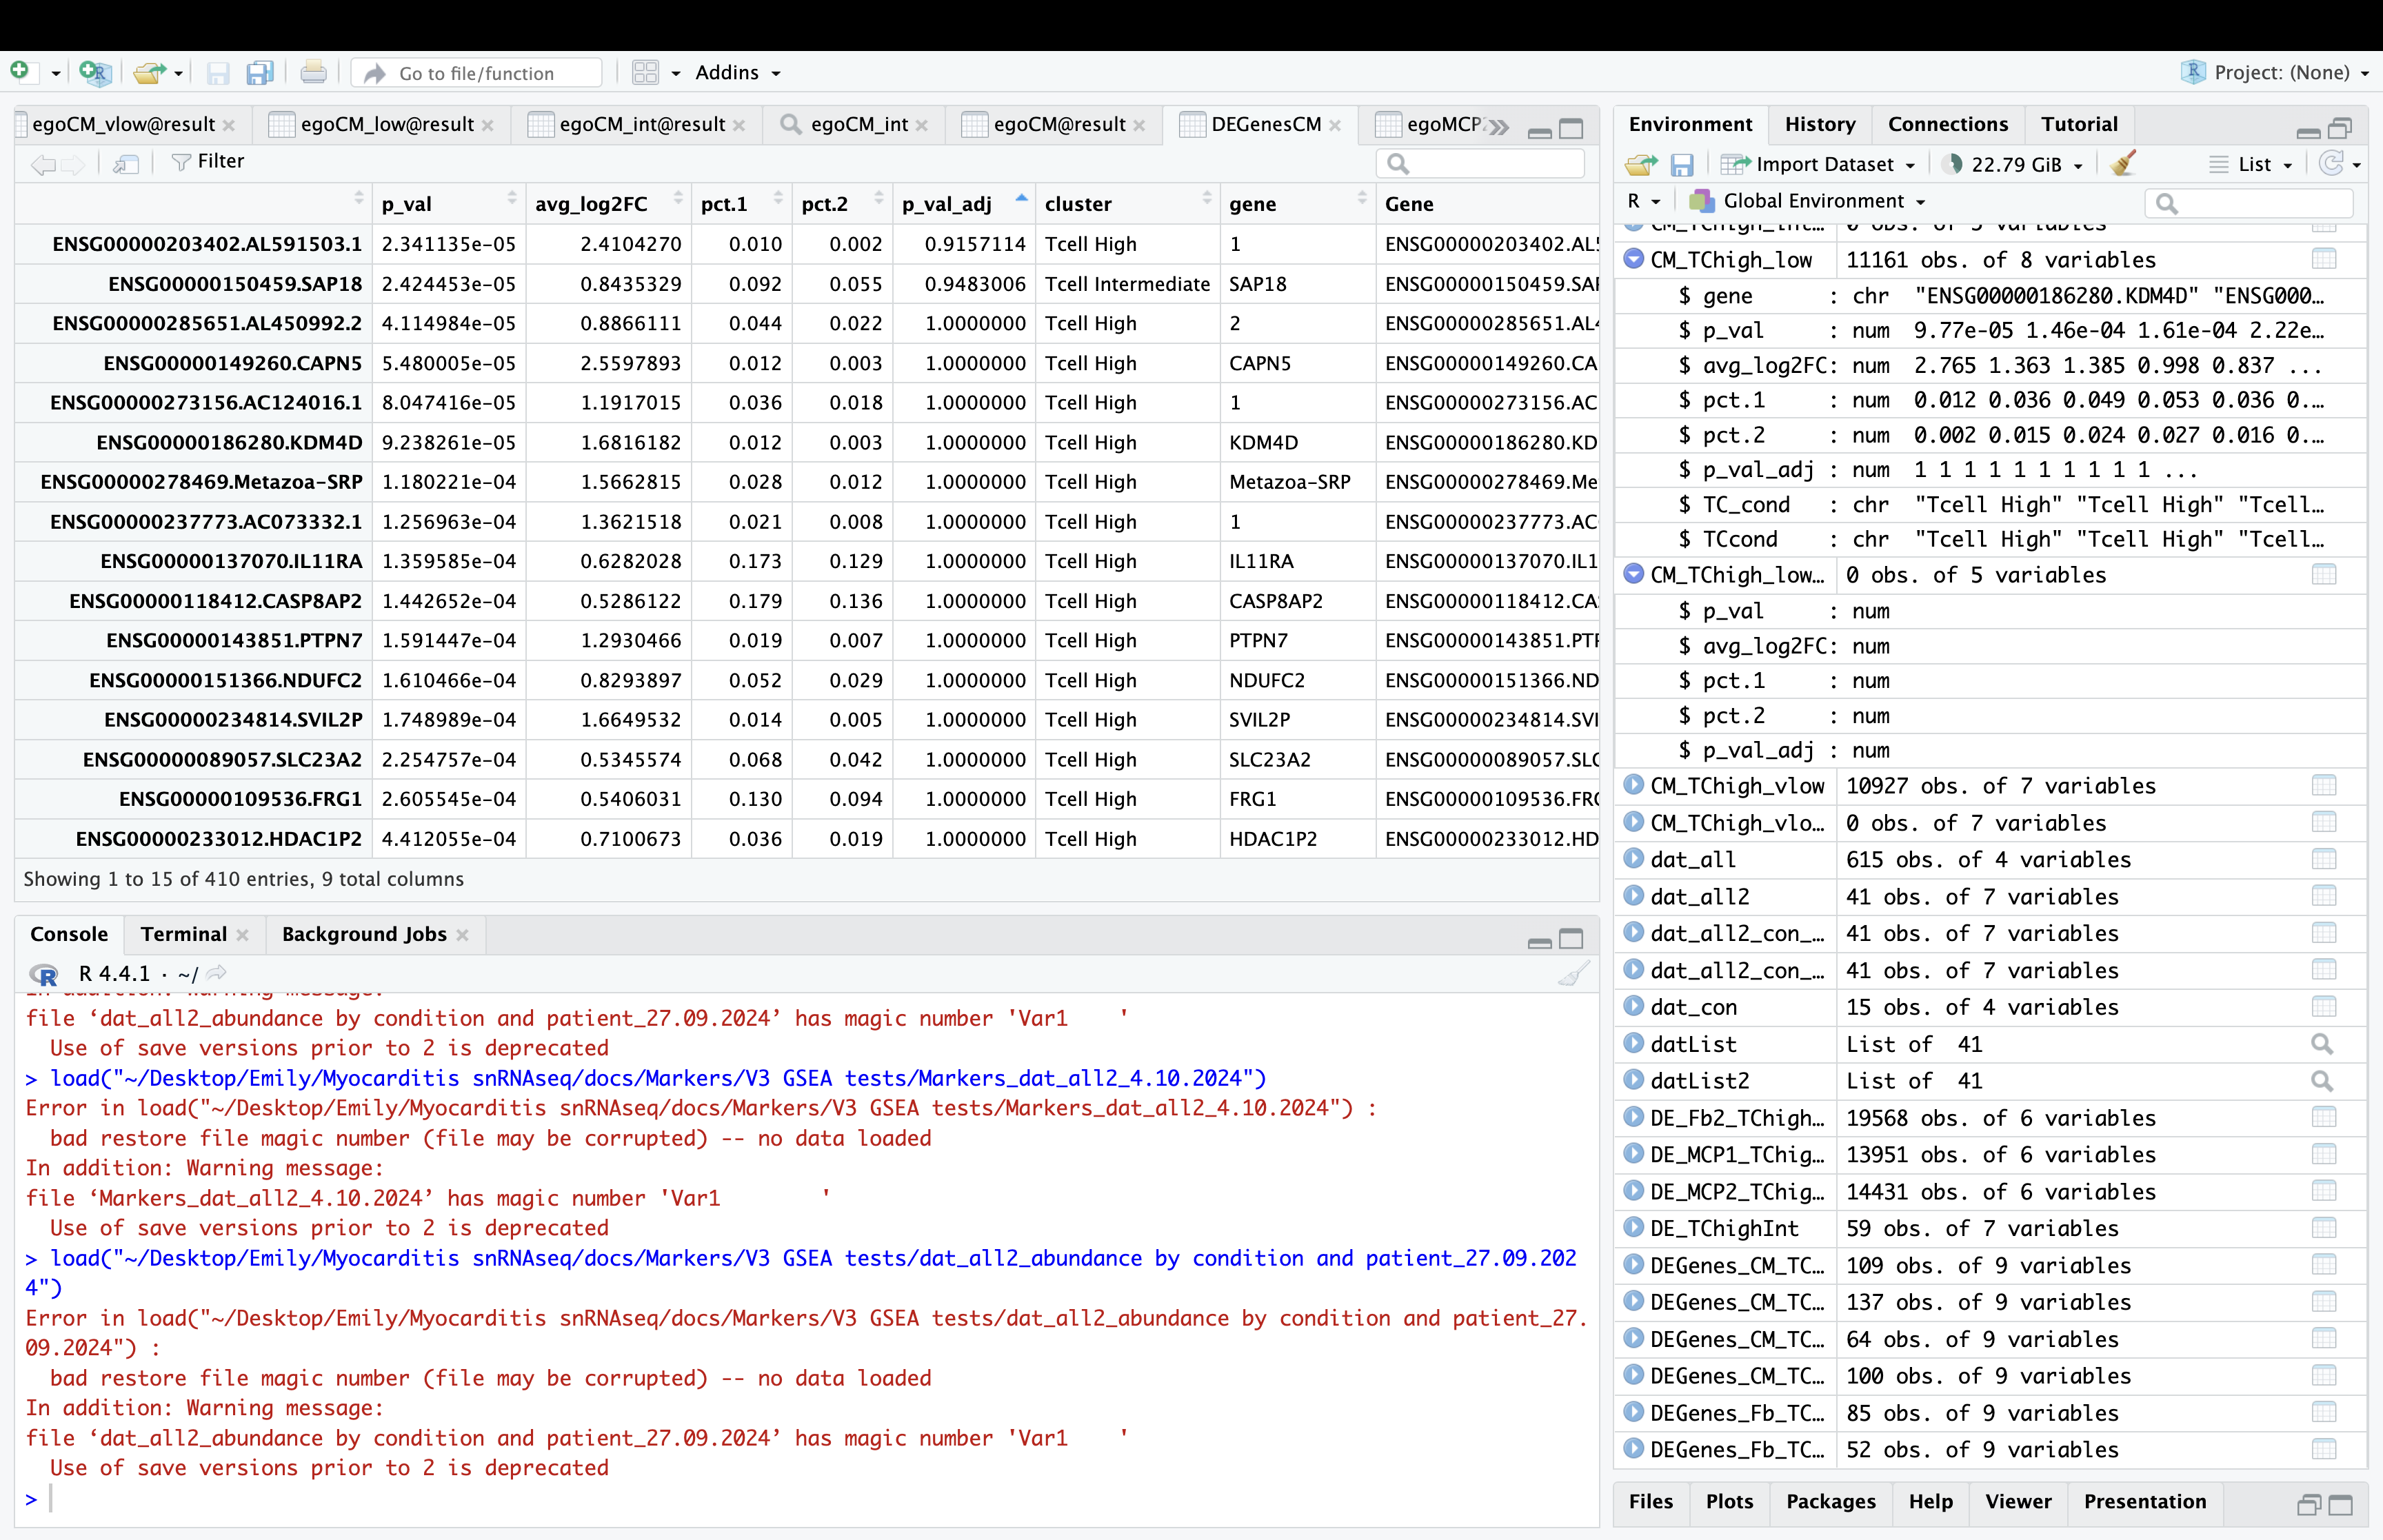 Go to file/function
Addins
Project: (None)
egoCM_vlow@result
egoCM_low@result
egoCM_int@result
egoCM_int
egoCM@result
DEGenesCM
egoMCP
Filter
p_val avg_log2FC pct.1 pct.2 p_val_adj cluster gene Gene
ENSG00000203402.AL591503.1 2.341135e-05 2.4104270 0.010 0.002 0.9157114 Tcell High 1 ENSG00000203402.AL5
ENSG00000150459.SAP18 2.424453e-05 0.8435329 0.092 0.055 0.9483006 Tcell Intermediate SAP18 ENSG00000150459.SAI
ENSG00000285651.AL450992.2 4.114984e-05 0.8866111 0.044 0.022 1.0000000 Tcell High 2 ENSG00000285651.AL4
ENSG00000149260.CAPN5 5.480005e-05 2.5597893 0.012 0.003 1.0000000 Tcell High CAPN5 ENSG00000149260.CA
ENSG00000273156.AC124016.1 8.047416e-05 1.1917015 0.036 0.018 1.0000000 Tcell High 1 ENSG00000273156.AC
ENSG00000186280.KDM4D 9.238261e-05 1.6816182 0.012 0.003 1.0000000 Tcell High KDM4D ENSG00000186280.KD
ENSG00000278469.Metazoa-SRP 1.180221e-04 1.5662815 0.028 0.012 1.0000000 Tcell High Metazoa-SRP ENSG00000278469.Me
ENSG00000237773.AC073332.1 1.256963e-04 1.3621518 0.021 0.008 1.0000000 Tcell High 1 ENSG00000237773.AC
ENSG00000137070.IL11RA 1.359585e-04 0.6282028 0.173 0.129 1.0000000 Tcell High IL11RA ENSG00000137070.IL1
ENSG00000118412.CASP8AP2 1.442652e-04 0.5286122 0.179 0.136 1.0000000 Tcell High CASP8AP2 ENSG00000118412.CA
ENSG00000143851.PTPN7 1.591447e-04 1.2930466 0.019 0.007 1.0000000 Tcell High PTPN7 ENSG00000143851.PTF
ENSG00000151366.NDUFC2 1.610466e-04 0.8293897 0.052 0.029 1.0000000 Tcell High NDUFC2 ENSG00000151366.ND
ENSG00000234814.SVIL2P 1.748989e-04 1.6649532 0.014 0.005 1.0000000 Tcell High SVIL2P ENSG00000234814.SVI
ENSG00000089057.SLC23A2 2.254757e-04 0.5345574 0.068 0.042 1.0000000 Tcell High SLC23A2 ENSG00000089057.SLC
ENSG00000109536.FRG1 2.605545e-04 0.5406031 0.130 0.094 1.0000000 Tcell High FRG1 ENSG00000109536.FRC
ENSG00000233012.HDAC1P2 4.412055e-04 0.7100673 0.036 0.019 1.0000000 Tcell High HDAC1P2 ENSG00000233012.HD
Showing 1 to 15 of 410 entries, 9 total columns
Console
Terminal
Background Jobs
R 4.4.1 · ~/
In addition: Warning message:
file ‘dat_all2_abundance by condition and patient_27.09.2024’ has magic number 'Var1    '
  Use of save versions prior to 2 is deprecated
> load("~/Desktop/Emily/Myocarditis snRNAseq/docs/Markers/V3 GSEA tests/Markers_dat_all2_4.10.2024")
Error in load("~/Desktop/Emily/Myocarditis snRNAseq/docs/Markers/V3 GSEA tests/Markers_dat_all2_4.10.2024") :
  bad restore file magic number (file may be corrupted) -- no data loaded
In addition: Warning message:
file ‘Markers_dat_all2_4.10.2024’ has magic number 'Var1        '
  Use of save versions prior to 2 is deprecated
> load("~/Desktop/Emily/Myocarditis snRNAseq/docs/Markers/V3 GSEA tests/dat_all2_abundance by condition and patient_27.09.202
4")
Error in load("~/Desktop/Emily/Myocarditis snRNAseq/docs/Markers/V3 GSEA tests/dat_all2_abundance by condition and patient_27.
09.2024") :
  bad restore file magic number (file may be corrupted) -- no data loaded
In addition: Warning message:
file ‘dat_all2_abundance by condition and patient_27.09.2024’ has magic number 'Var1    '
  Use of save versions prior to 2 is deprecated
>
Environment
History
Connections
Tutorial
Import Dataset
22.79 GiB
List
R
Global Environment
CM_TChigh_int… 0 obs. of 5 variables
CM_TChigh_low 11161 obs. of 8 variables
$ gene : chr "ENSG00000186280.KDM4D" "ENSG000…
$ p_val : num 9.77e-05 1.46e-04 1.61e-04 2.22e…
$ avg_log2FC: num 2.765 1.363 1.385 0.998 0.837 ...
$ pct.1 : num 0.012 0.036 0.049 0.053 0.036 0.…
$ pct.2 : num 0.002 0.015 0.024 0.027 0.016 0.…
$ p_val_adj : num 1 1 1 1 1 1 1 1 1 1 ...
$ TC_cond : chr "Tcell High" "Tcell High" "Tcell…
$ TCcond : chr "Tcell High" "Tcell High" "Tcell…
CM_TChigh_low… 0 obs. of 5 variables
$ p_val : num
$ avg_log2FC: num
$ pct.1 : num
$ pct.2 : num
$ p_val_adj : num
CM_TChigh_vlow 10927 obs. of 7 variables
CM_TChigh_vlo… 0 obs. of 7 variables
dat_all 615 obs. of 4 variables
dat_all2 41 obs. of 7 variables
dat_all2_con_… 41 obs. of 7 variables
dat_all2_con_… 41 obs. of 7 variables
dat_con 15 obs. of 4 variables
datList List of  41
datList2 List of  41
DE_Fb2_TChigh… 19568 obs. of 6 variables
DE_MCP1_TChig… 13951 obs. of 6 variables
DE_MCP2_TChig… 14431 obs. of 6 variables
DE_TChighInt 59 obs. of 7 variables
DEGenes_CM_TC… 109 obs. of 9 variables
DEGenes_CM_TC… 137 obs. of 9 variables
DEGenes_CM_TC… 64 obs. of 9 variables
DEGenes_CM_TC… 100 obs. of 9 variables
DEGenes_Fb_TC… 85 obs. of 9 variables
DEGenes_Fb_TC… 52 obs. of 9 variables
Files
Plots
Packages
Help
Viewer
Presentation